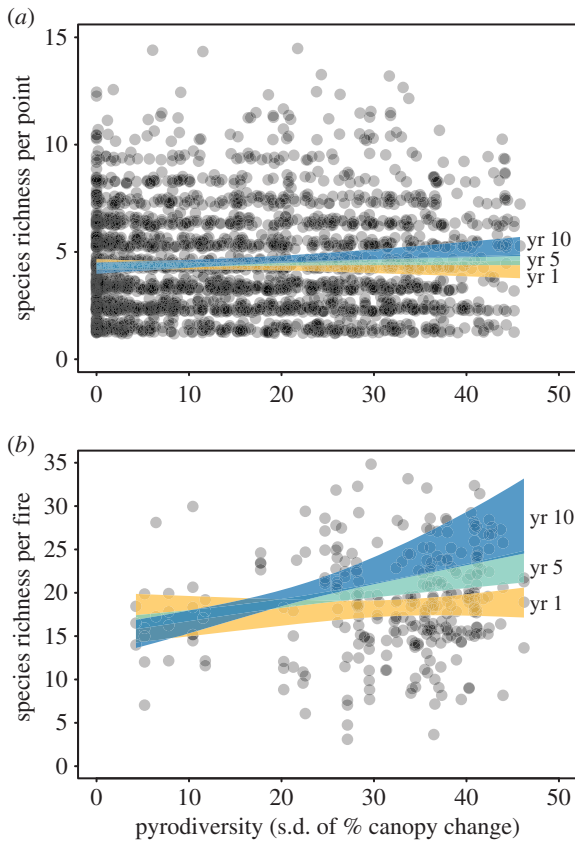 (a)
species richness per point
15
10
5
0
yr 10
yr 5
yr 1
0 10 20 30 40 50
(b)
species richness per fire
35
30
25
20
15
10
5
0
yr 10
yr 5
yr 1
0 10 20 30 40 50
pyrodiversity (s.d. of % canopy change)